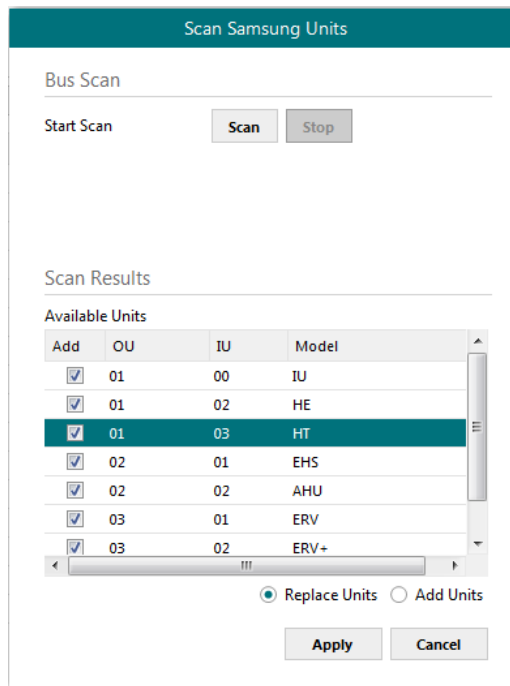 Scan Samsung Units
Bus Scan
Start Scan Scan Stop
Scan Results
Available Units
Add OU IU Model
01 00 IU
01 02 HE
01 03 HT
02 01 EHS
02 02 AHU
03 01 ERV
03 02 ERV+
Replace Units Add Units
Apply Cancel